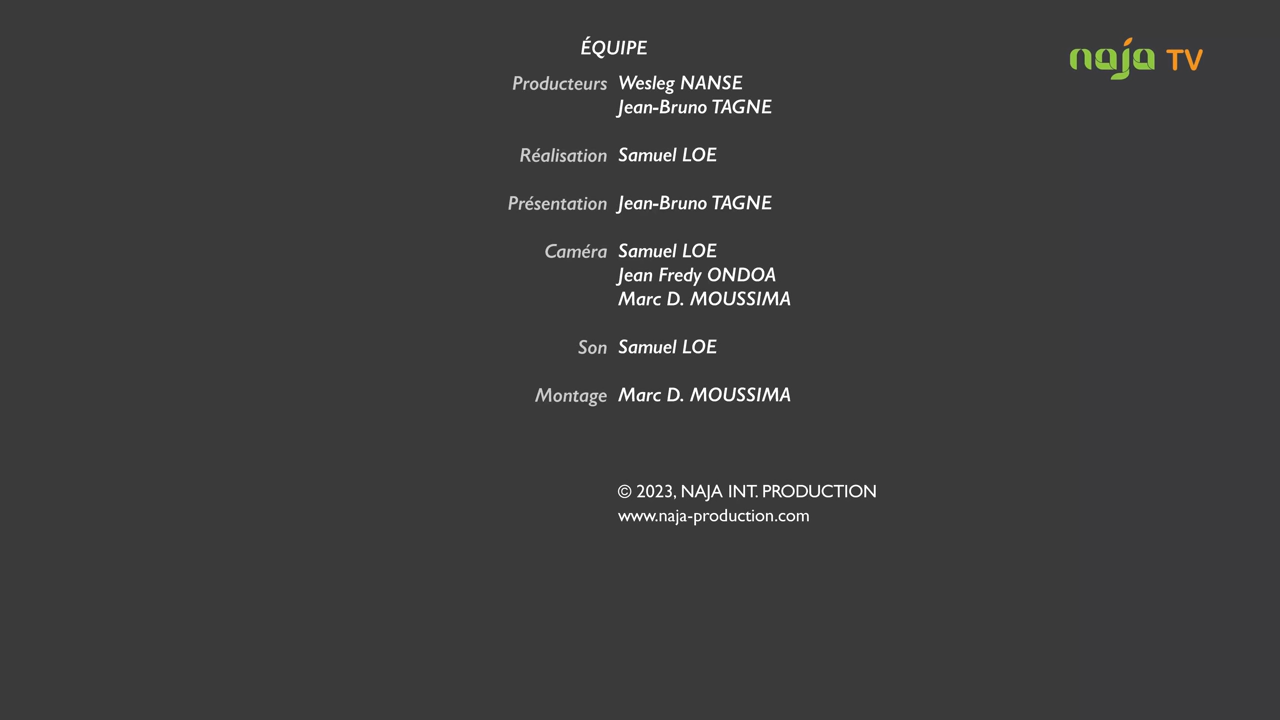 ÉQUIPE
naja TV
Producteurs Wesleg NANSE
Jean-Bruno TAGNE
Réalisation Samuel LOE
Présentation Jean-Bruno TAGNE
Caméra Samuel LOE
Jean Fredy ONDOA
Marc D. MOUSSIMA
Son Samuel LOE
Montage Marc D. MOUSSIMA
© 2023, NAJA INT. PRODUCTION
www.naja-production.com